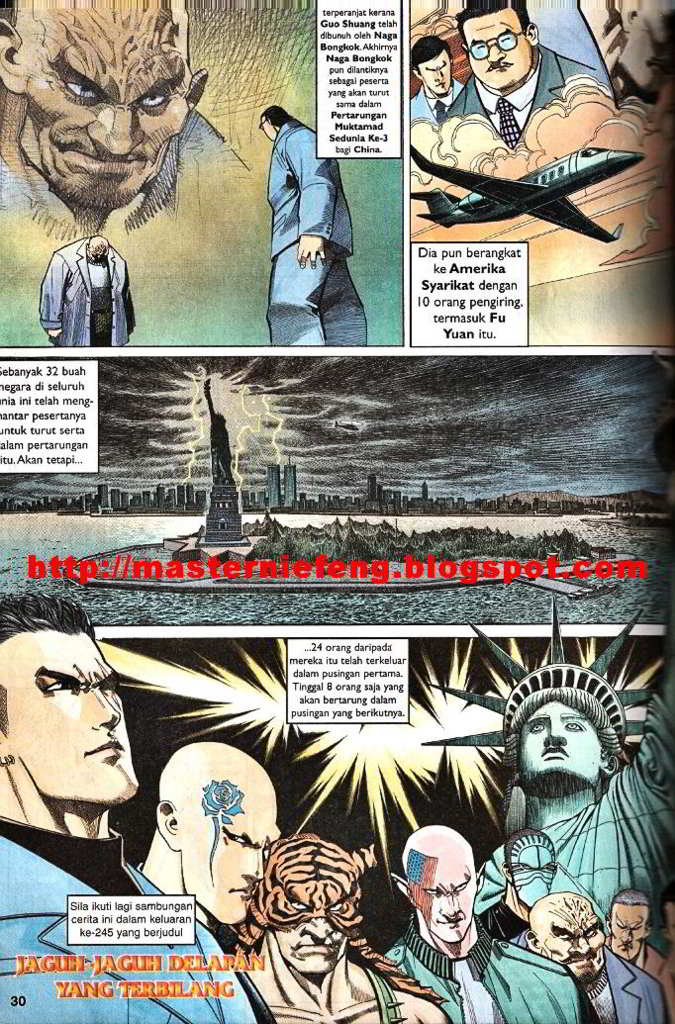 terperanjat kerana
Guo Shuang telah
dibunuh oleh Naga
Bongkok. Akhirnya
Naga Bongkok
pun dilantiknya
sebagai peserta
yang akan turut
sama dalam
Pertarungan
Muktamad
Sedunia Ke-3
bagi China.
Dia pun berangkat
ke Amerika
Syarikat dengan
10 orang pengiring,
termasuk Fu
Yuan itu.
Sebanyak 32 buah
negara di seluruh
unia ini telah meng-
hantar pesertanya
untuk turut serta
dalam pertarungan
itu. Akan tetapi...
http://masterniefeng.blogspot.com
...24 orang daripada
mereka itu telah terkeluar
dalam pusingan pertama.
Tinggal 8 orang saja yang
akan bertarung dalam
pusingan yang berikutnya.
Sila ikuti lagi sambungan
cerita ini dalam keluaran
ke-245 yang berjudul
JAGUH-JAGUH DELAPAN
YANG TERBILANG
30